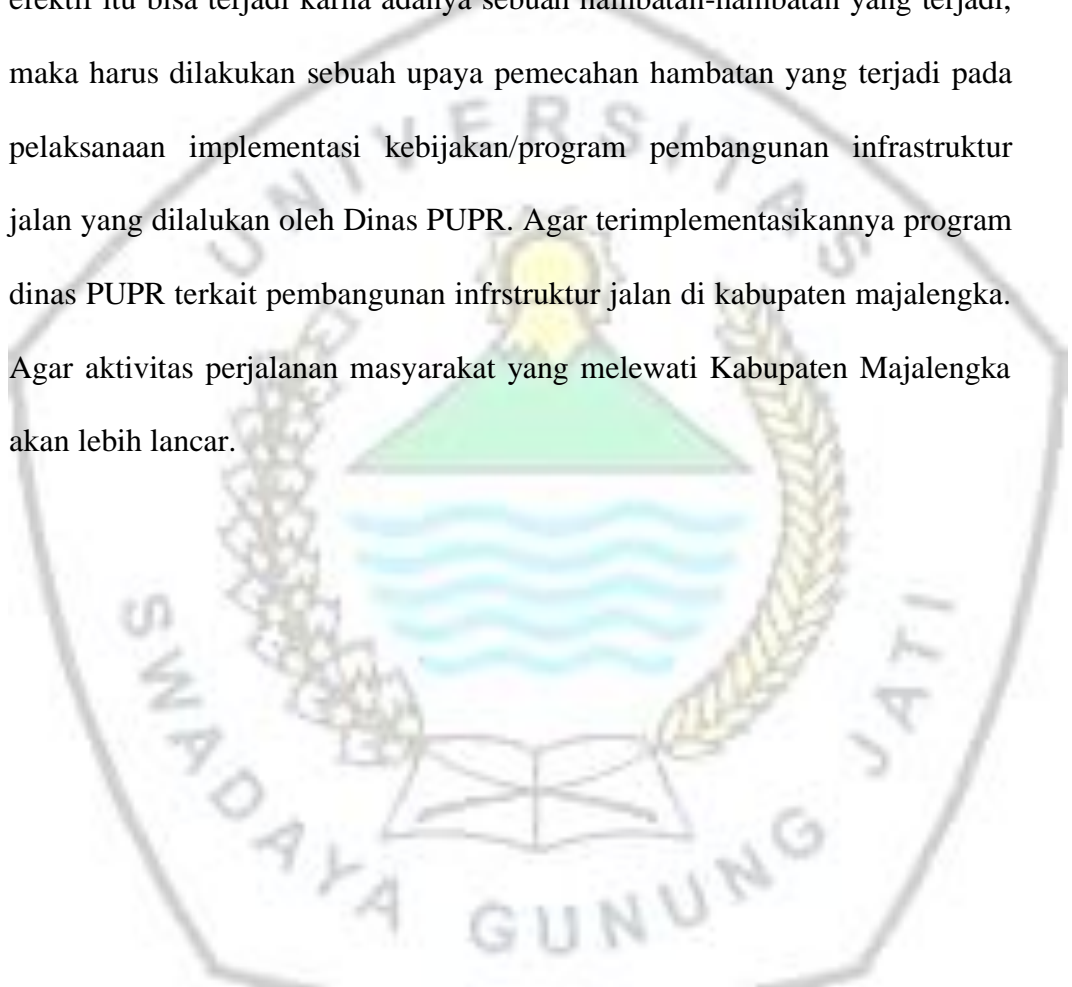 efektif itu bisa terjadi karna adanya sebuah hambatan-hambatan yang terjadi,
maka harus dilakukan sebuah upaya pemecahan hambatan yang terjadi pada
pelaksanaan implementasi kebijakan/program pembangunan infrastruktur
jalan yang dilalukan oleh Dinas PUPR. Agar terimplementasikannya program
dinas PUPR terkait pembangunan infrstruktur jalan di kabupaten majalengka.
Agar aktivitas perjalanan masyarakat yang melewati Kabupaten Majalengka
akan lebih lancar.
UNIVERSITAS
SWADAYA GUNUNG JATI